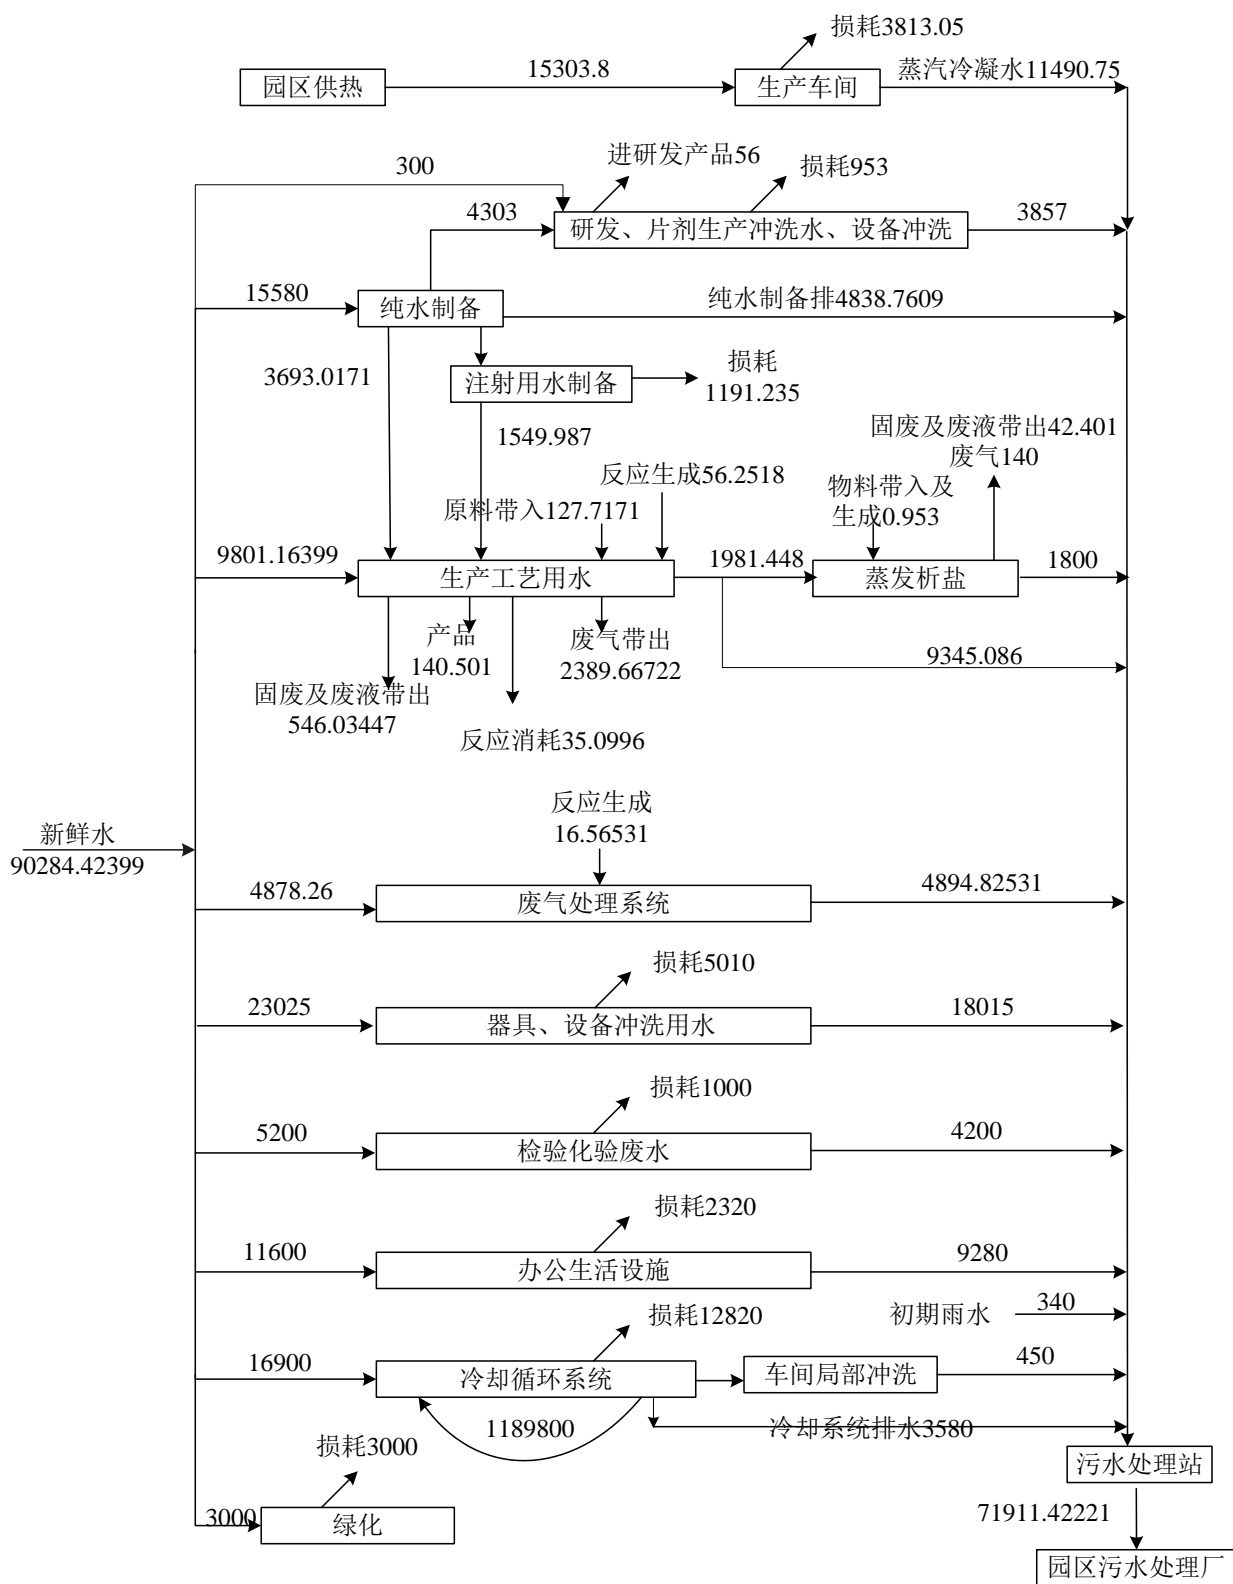 损耗3813.05
15303.8
蒸汽冷凝水11490.75
园区供热
生产车间
进研发产品56
损耗953
300
4303
3857
研发、片剂生产冲洗水、设备冲洗
15580
纯水制备
纯水制备排4838.7609
3693.0171
注射用水制备
损耗
1191.235
1549.987
固废及废液带出42.401
废气140
反应生成56.2518
物料带入及
生成0.953
原料带入127.7171
9801.16399
1981.448
1800
生产工艺用水
蒸发析盐
产品
140.501
废气带出
2389.66722
9345.086
固废及废液带出
546.03447
反应消耗35.0996
反应生成
16.56531
新鲜水
90284.42399
4878.26
废气处理系统
4894.82531
损耗5010
23025
器具、设备冲洗用水
18015
损耗1000
5200
检验化验废水
4200
损耗2320
11600
办公生活设施
9280
初期雨水
340
损耗12820
16900
冷却循环系统
车间局部冲洗
450
1189800
冷却系统排水3580
损耗3000
污水处理站
3000
绿化
71911.42221
园区污水处理厂